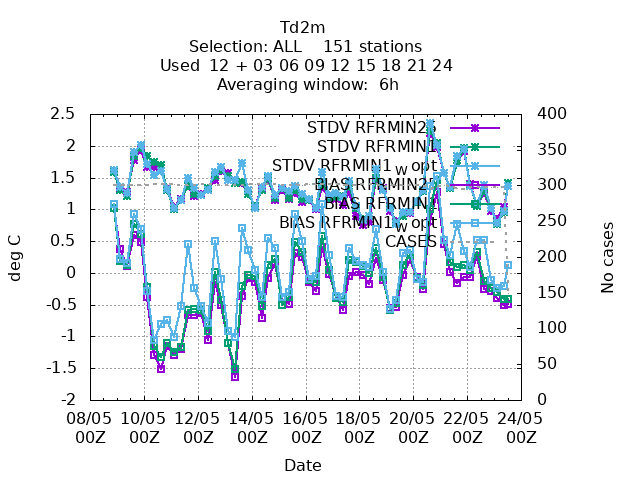 Td2m
Selection: ALL    151 stations
Used  12 + 03 06 09 12 15 18 21 24
Averaging window:  6h
STDV RFRMIN25
STDV RFRMIN1
STDV RFRMIN1w opt
BIAS RFRMIN25
BIAS RFRMIN1
BIAS RFRMIN1w opt
CASES
deg C
2.5
2
1.5
1
0.5
0
-0.5
-1
-1.5
-2
No cases
400
350
300
250
200
150
100
50
0
08/05 10/05 12/05 14/05 16/05 18/05 20/05 22/05 24/05
00Z 00Z 00Z 00Z 00Z 00Z 00Z 00Z 00Z
Date